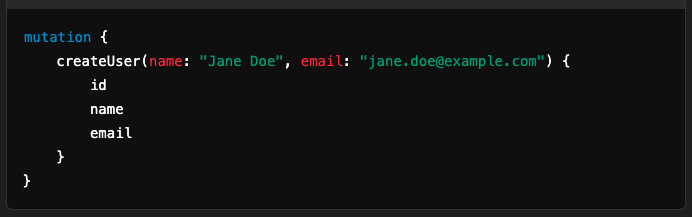 mutation {
    createUser(name: "Jane Doe", email: "jane.doe@example.com") {
        id
        name
        email
    }
}